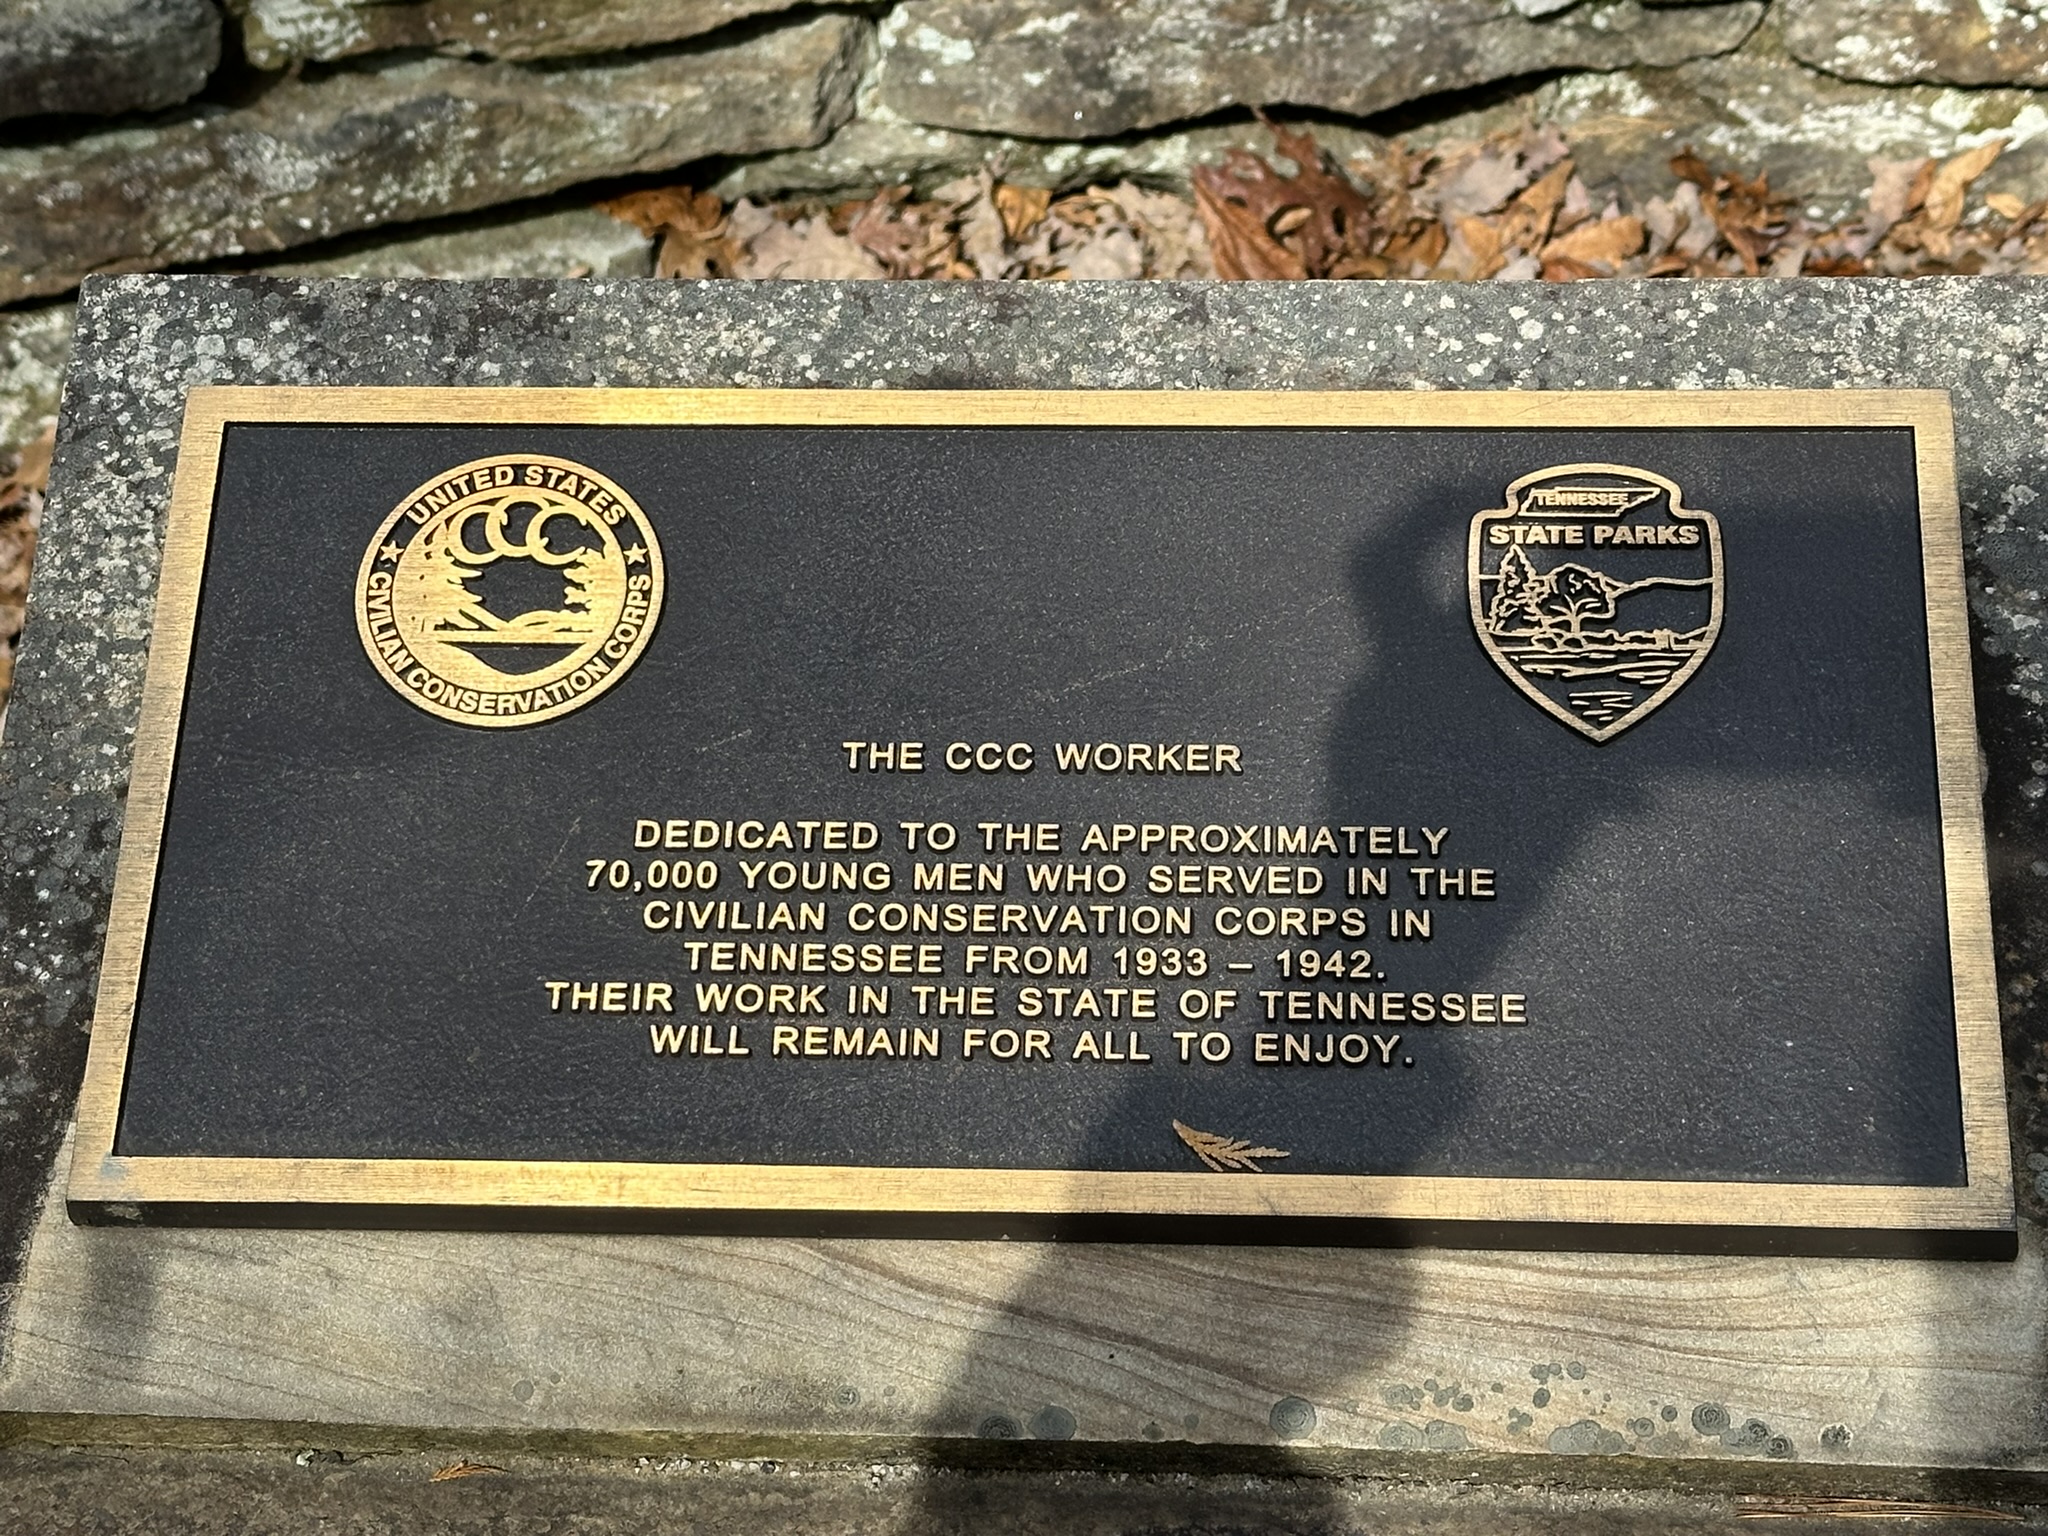 UNITED STATES
CCC
CIVILIAN CONSERVATION CORPS
TENNESSEE
STATE PARKS
THE CCC WORKER
DEDICATED TO THE APPROXIMATELY
70,000 YOUNG MEN WHO SERVED IN THE
CIVILIAN CONSERVATION CORPS IN
TENNESSEE FROM 1933 – 1942.
THEIR WORK IN THE STATE OF TENNESSEE
WILL REMAIN FOR ALL TO ENJOY.